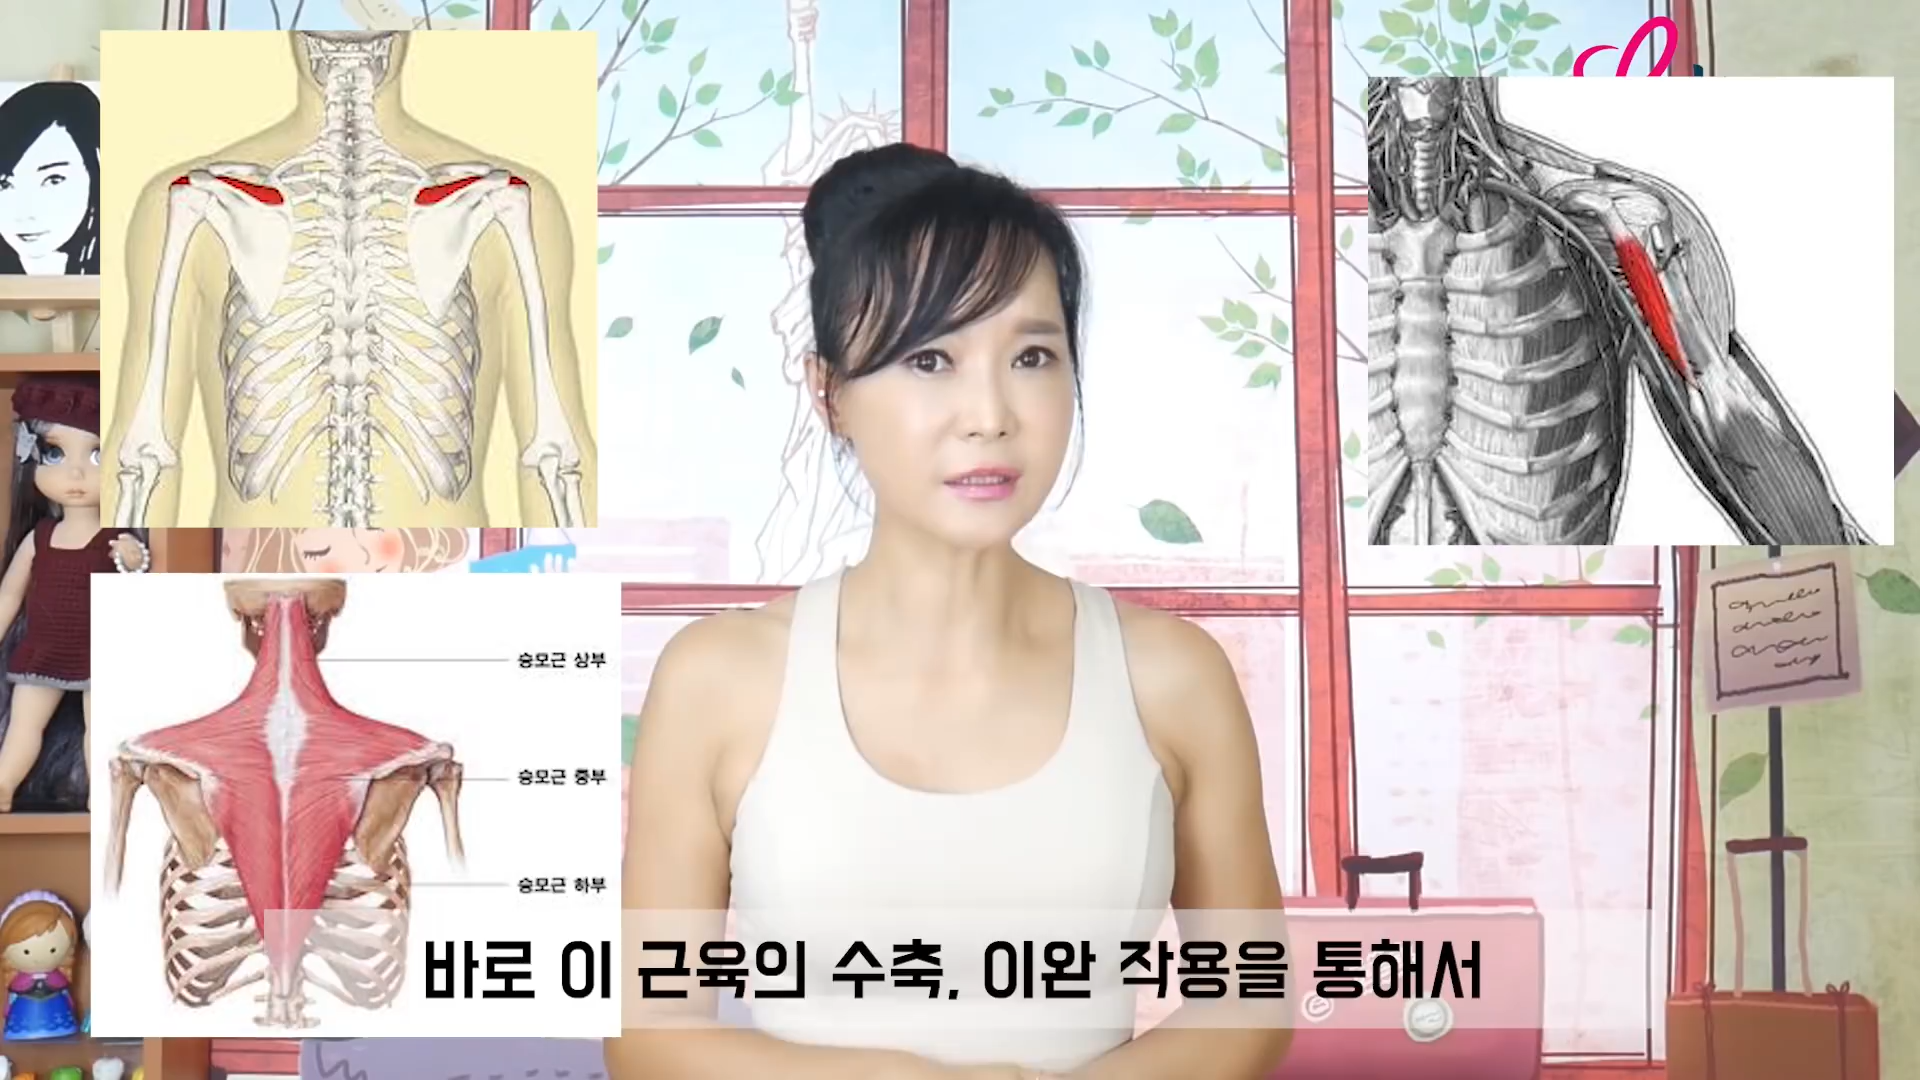 승모근 상부
승모근 중부
승모근 하부
바로 이 근육의 수축, 이완 작용을 통해서